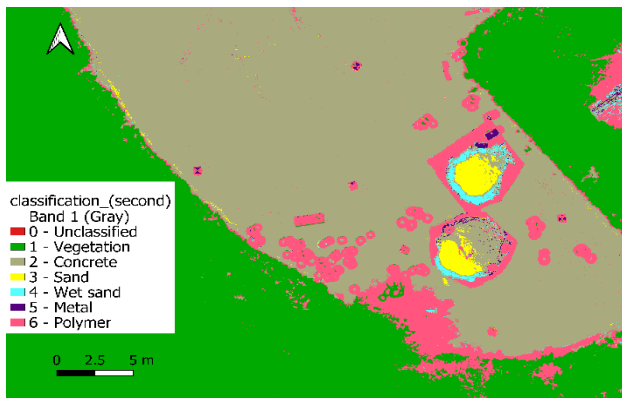 classification_(second)
Band 1 (Gray)
0 - Unclassified
1 - Vegetation
2 - Concrete
3 - Sand
4 - Wet sand
5 - Metal
6 - Polymer
0 2.5 5 m